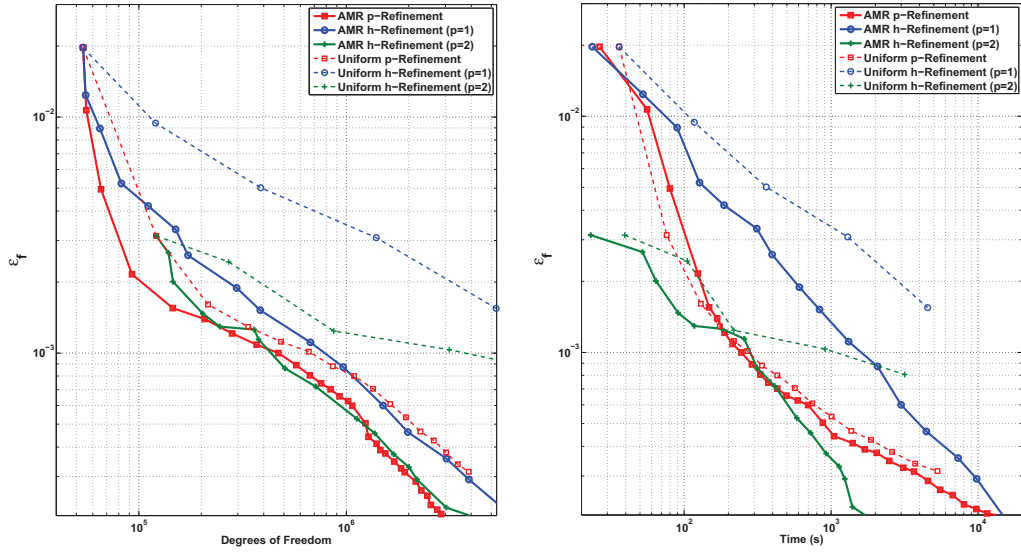 AMR p−Refinement
AMR h−Refinement (p=1)
AMR h−Refinement (p=2)
Uniform p−Refinement
Uniform h−Refinement (p=1)
Uniform h−Refinement (p=2)
10^-2
10^-3
ε_f
10^5
10^6
Degrees of Freedom
AMR p−Refinement
AMR h−Refinement (p=1)
AMR h−Refinement (p=2)
Uniform p−Refinement
Uniform h−Refinement (p=1)
Uniform h−Refinement (p=2)
10^-2
10^-3
ε_f
10^2
10^3
10^4
Time (s)